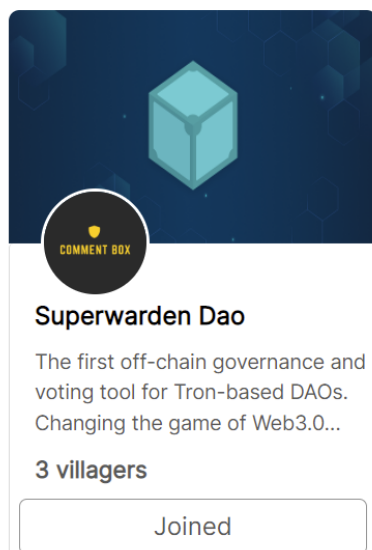 COMMENT BOX
Superwarden Dao
The first off-chain governance and
voting tool for Tron-based DAOs.
Changing the game of Web3.0...
3 villagers
Joined